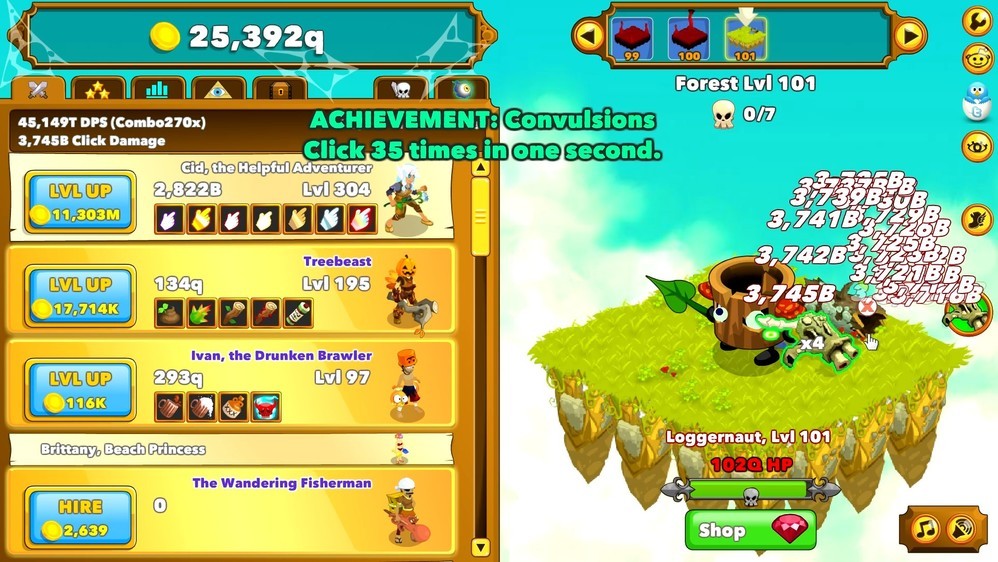 25,392q
45,149T DPS (Combo270x)
3,745B Click Damage
ACHIEVEMENT: Convulsions
Click 35 times in one second.
LVL UP
11,303M
Cid, the Helpful Adventurer
2,822B
Lvl 304
LVL UP
17,714K
Treebeast
134q
Lvl 195
LVL UP
116K
Ivan, the Drunken Brawler
293q
Lvl 97
Brittany, Beach Princess
HIRE
2,639
The Wandering Fisherman
0
99
100
101
Forest Lvl 101
0/7
3,739B
3,741B
3,742B
3,745B
x4
Loggernaut, Lvl 101
102Q HP
Shop